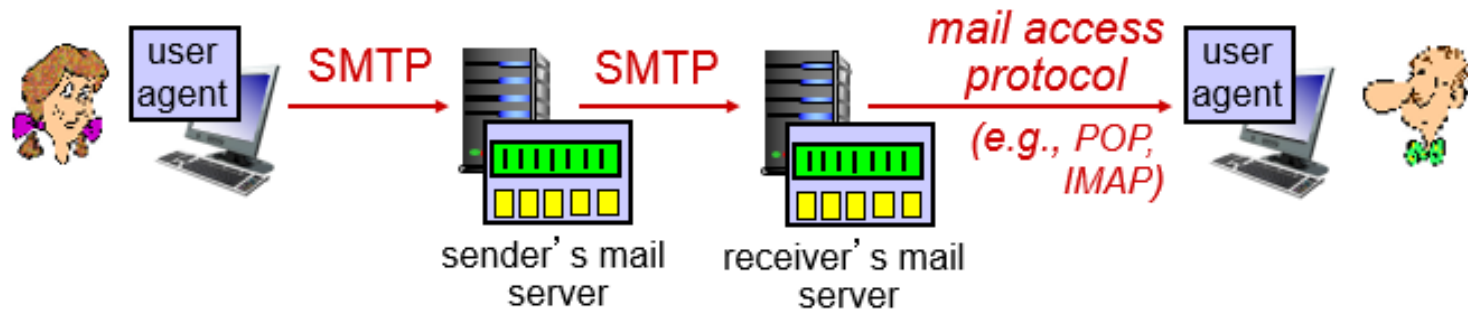 user
agent
SMTP
sender’s mail
server
SMTP
receiver’s mail
server
mail access
protocol
(e.g., POP,
IMAP)
user
agent